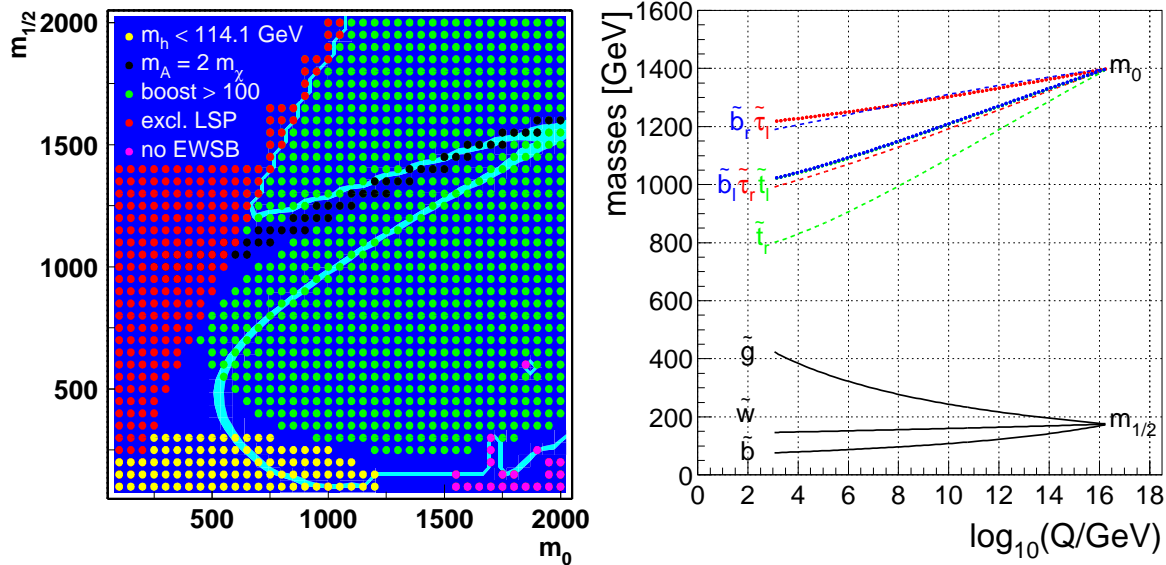 m1/2
2000
1500
1000
500
mh < 114.1 GeV
mA = 2 mχ
boost > 100
excl. LSP
no EWSB
500 1000 1500 2000
m0
masses [GeV]
1600
1400
1200
1000
800
600
400
200
0
m0
b̃r τ̃l
b̃l τ̃r t̃l
t̃r
g̃
w̃
b̃
m1/2
0 2 4 6 8 10 12 14 16 18
log10(Q/GeV)